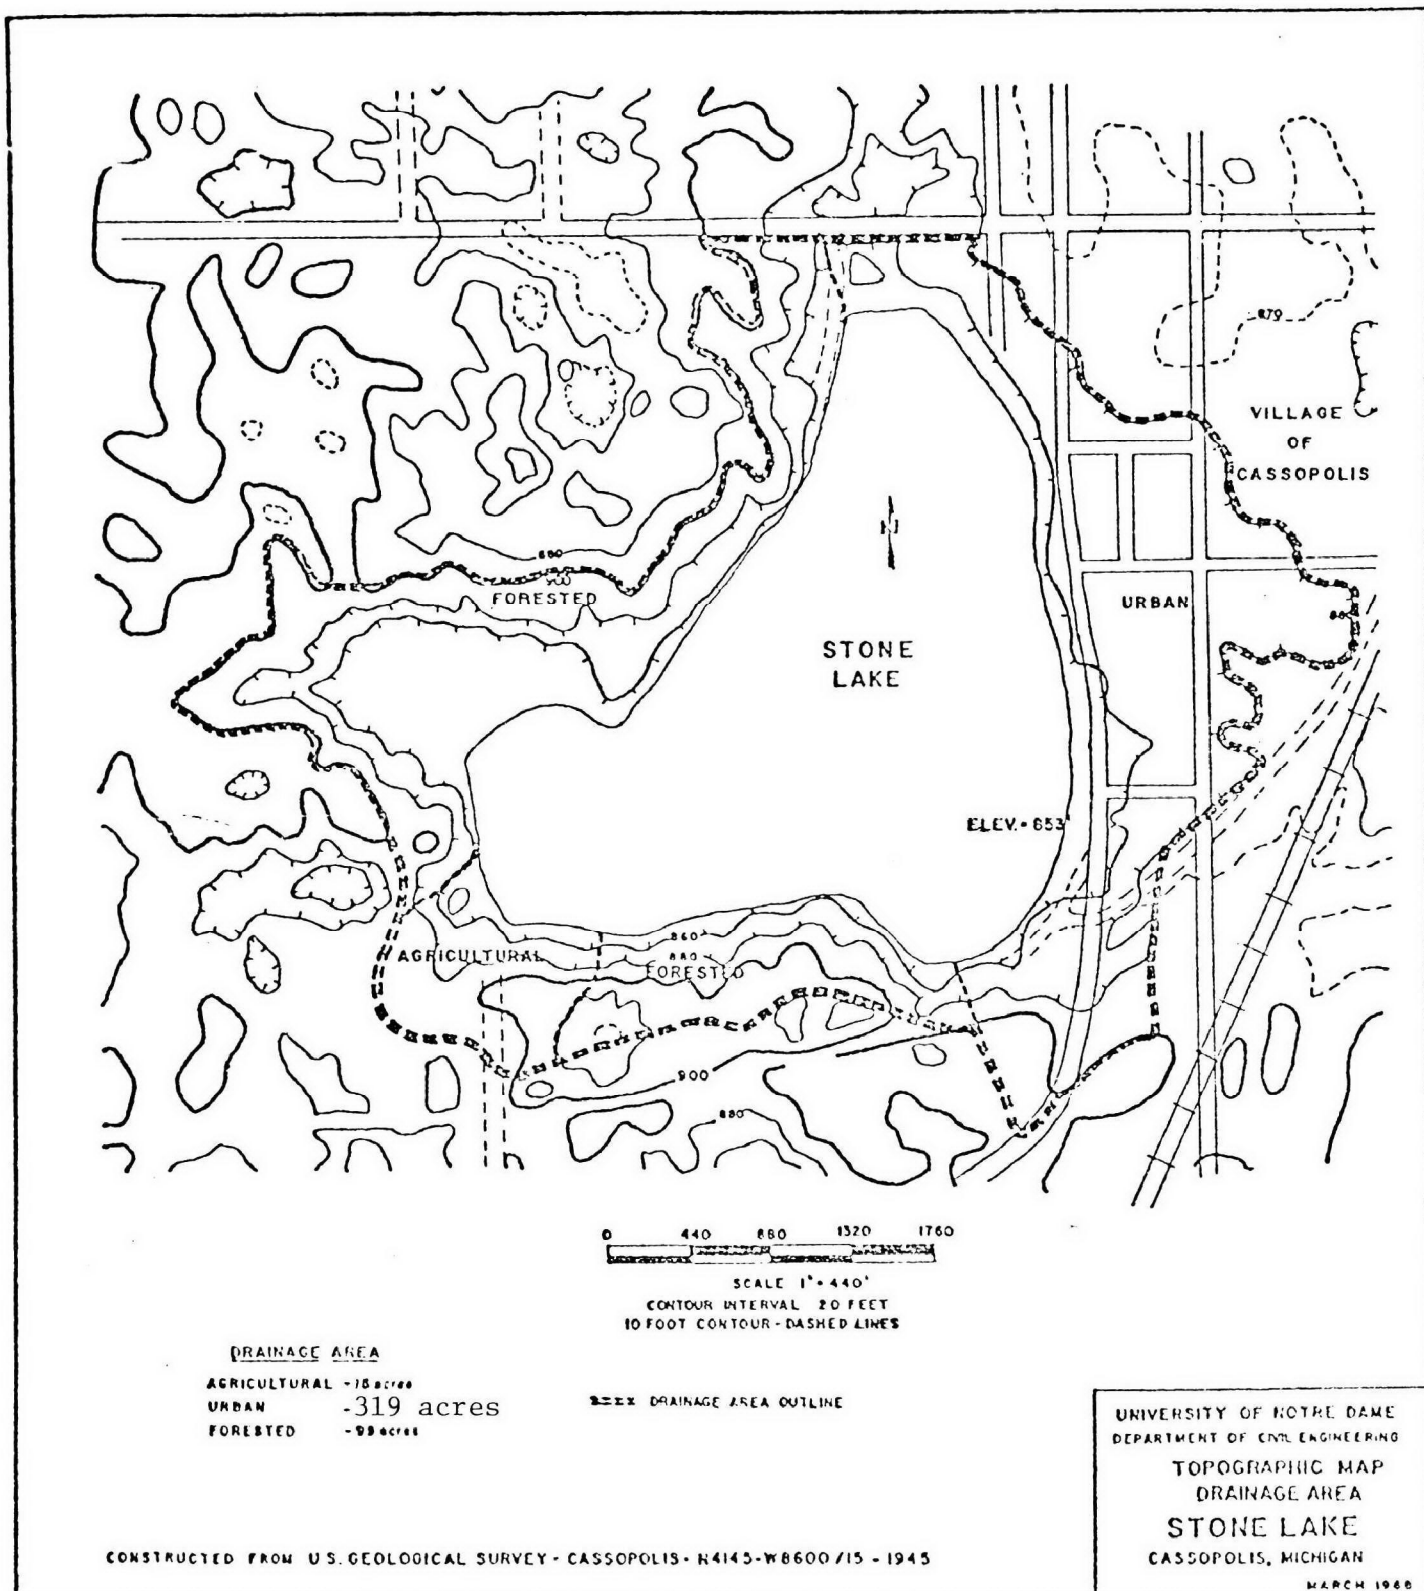 870
VILLAGE
OF
CASSOPOLIS
N
880
900
FORESTED
URBAN
STONE
LAKE
ELEV. - 853
860
880
AGRICULTURAL
FORESTED
900
880
0 440 880 1320 1760
SCALE 1" = 440'
CONTOUR INTERVAL 20 FEET
10 FOOT CONTOUR - DASHED LINES
DRAINAGE AREA
AGRICULTURAL - 18 acres
URBAN - 319 acres
FORESTED - 99 acres
DRAINAGE AREA OUTLINE
UNIVERSITY OF NOTRE DAME
DEPARTMENT OF CIVIL ENGINEERING
TOPOGRAPHIC MAP
DRAINAGE AREA
STONE LAKE
CASSOPOLIS, MICHIGAN
MARCH
CONSTRUCTED FROM U.S. GEOLOGICAL SURVEY - CASSOPOLIS - N4145-W8600/15 - 1945